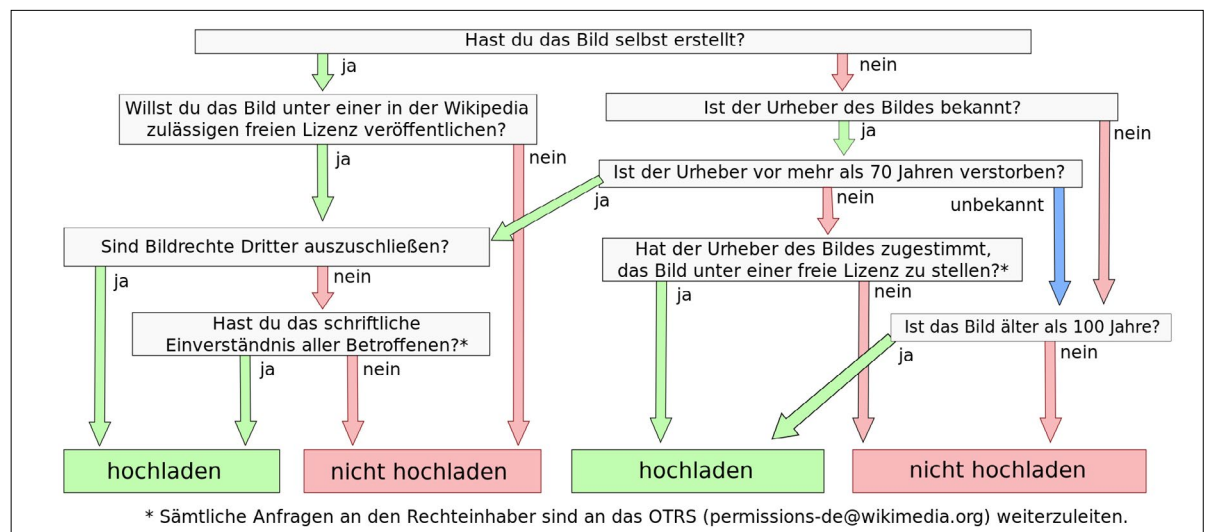 Hast du das Bild selbst erstellt?
ja
nein
Willst du das Bild unter einer in der Wikipedia
zulässigen freien Lizenz veröffentlichen?
Ist der Urheber des Bildes bekannt?
ja
nein
ja
nein
Ist der Urheber vor mehr als 70 Jahren verstorben?
ja
nein
unbekannt
Sind Bildrechte Dritter auszuschließen?
Hat der Urheber des Bildes zugestimmt,
das Bild unter einer freie Lizenz zu stellen?*
ja
nein
ja
nein
Hast du das schriftliche
Einverständnis aller Betroffenen?*
Ist das Bild älter als 100 Jahre?
ja
nein
ja
nein
hochladen
nicht hochladen
hochladen
nicht hochladen
* Sämtliche Anfragen an den Rechteinhaber sind an das OTRS (permissions-de@wikimedia.org) weiterzuleiten.